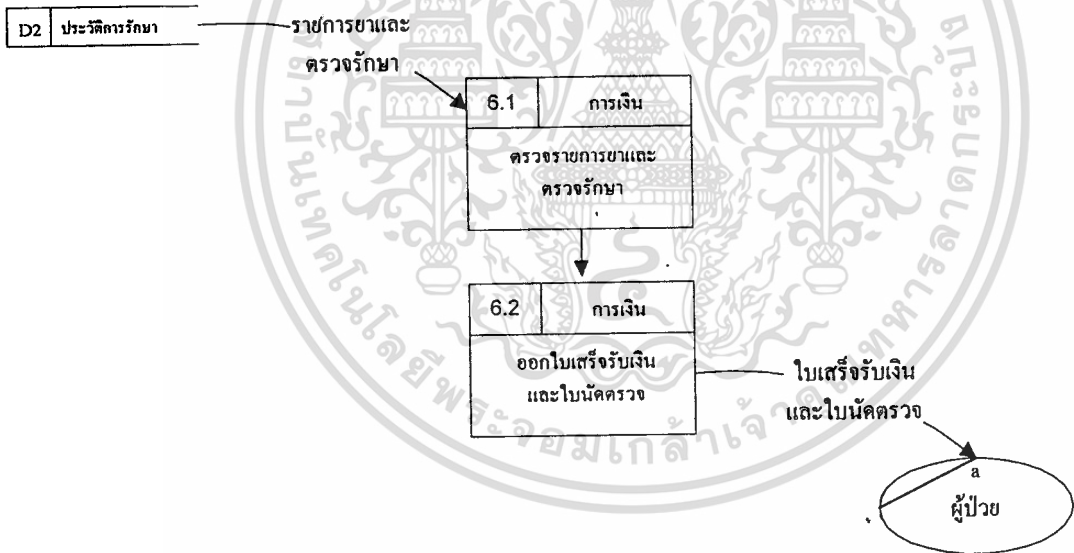 D2 ประวัติการรักษา
รายการยาและ
ตรวจรักษา
6.1 การเงิน
ตรวจรายการยาและ
ตรวจรักษา
6.2 การเงิน
ออกใบเสร็จรับเงิน
และใบนัดตรวจ
ใบเสร็จรับเงิน
และใบนัดตรวจ
a
ผู้ป่วย